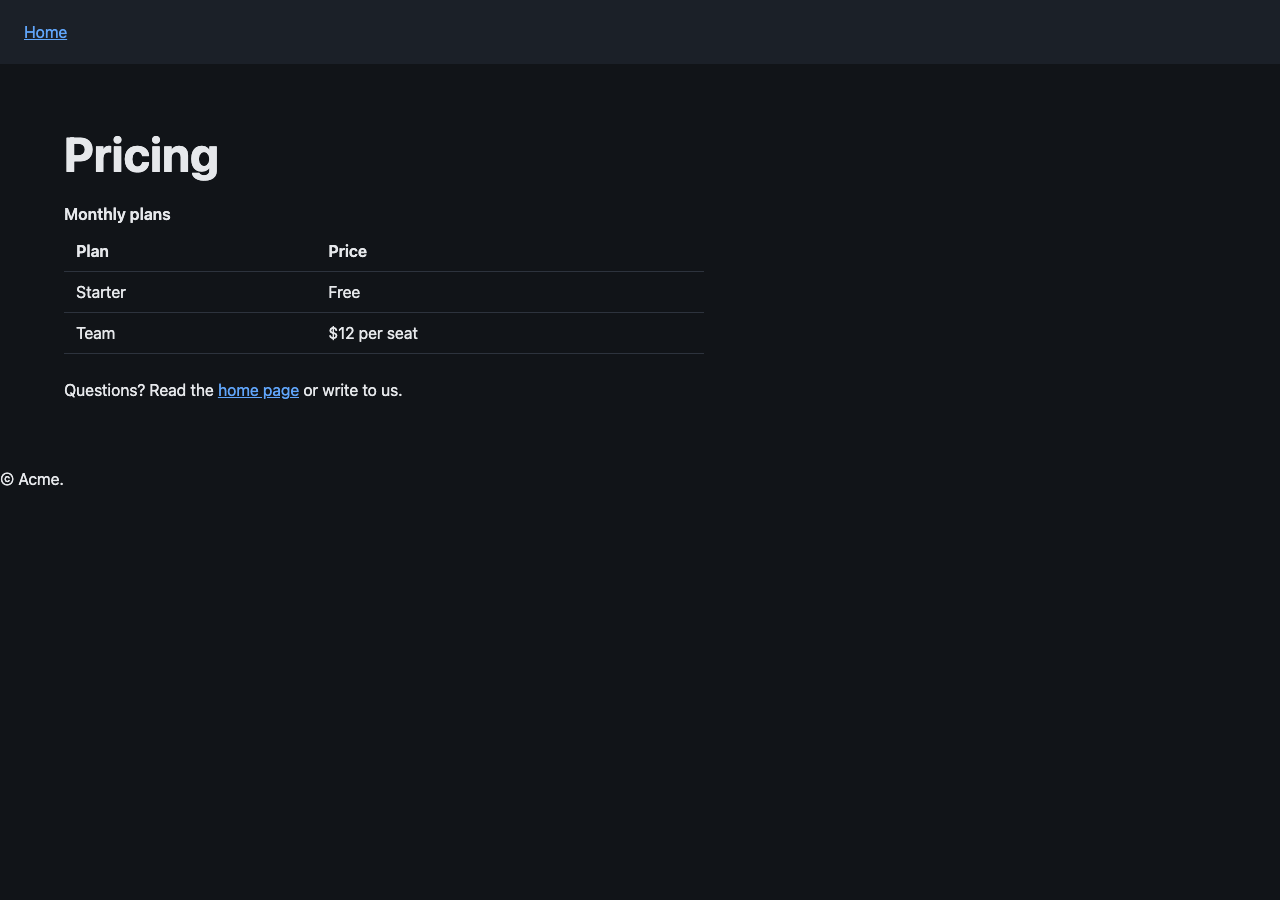 Home
Pricing
Monthly plans
Plan Price
Starter Free
Team $12 per seat
Questions? Read the home page or write to us.
© Acme.